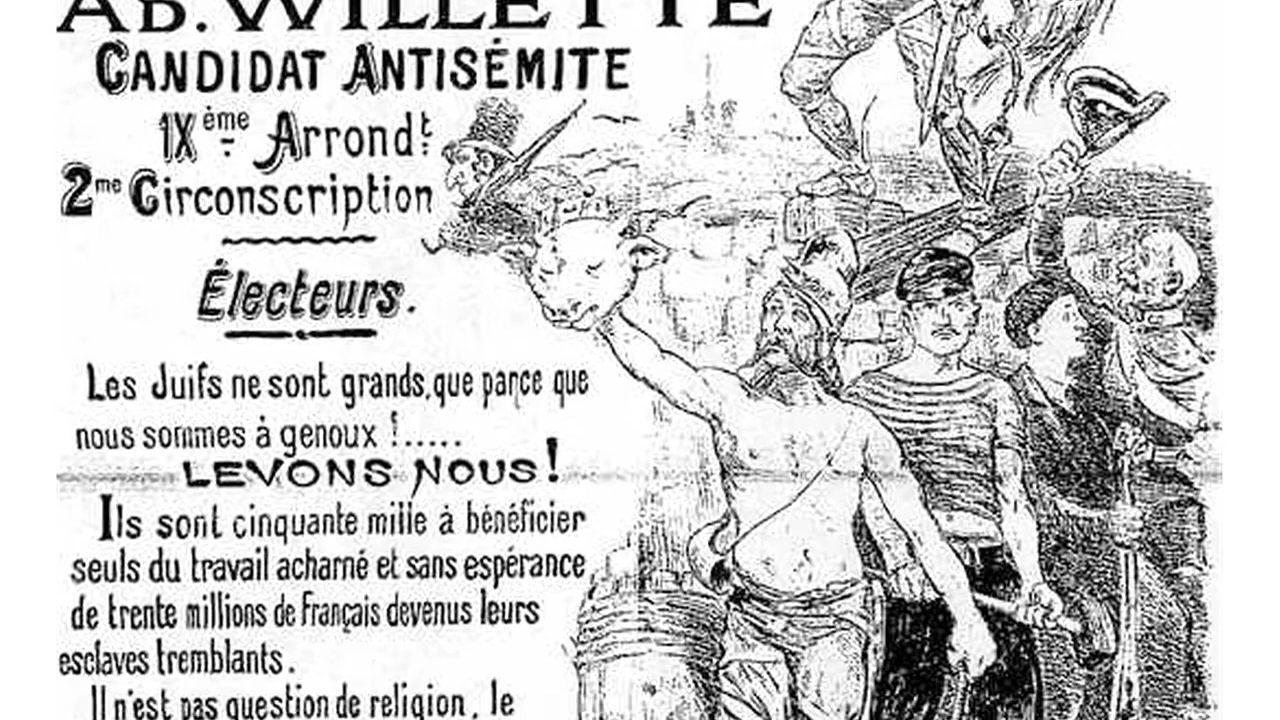 AD. WILLETTE
CANDIDAT ANTISÉMITE
IXème Arrondt
2me Circonscription
Électeurs.
Les Juifs ne sont grands, que parce que
nous sommes à genoux !.....
LEVONS NOUS!
Ils sont cinquante mille à bénéficier
seuls du travail acharné et sans espérance
de trente millions de Français devenus leurs
esclaves tremblants.
Il n'est pas question de religion, le